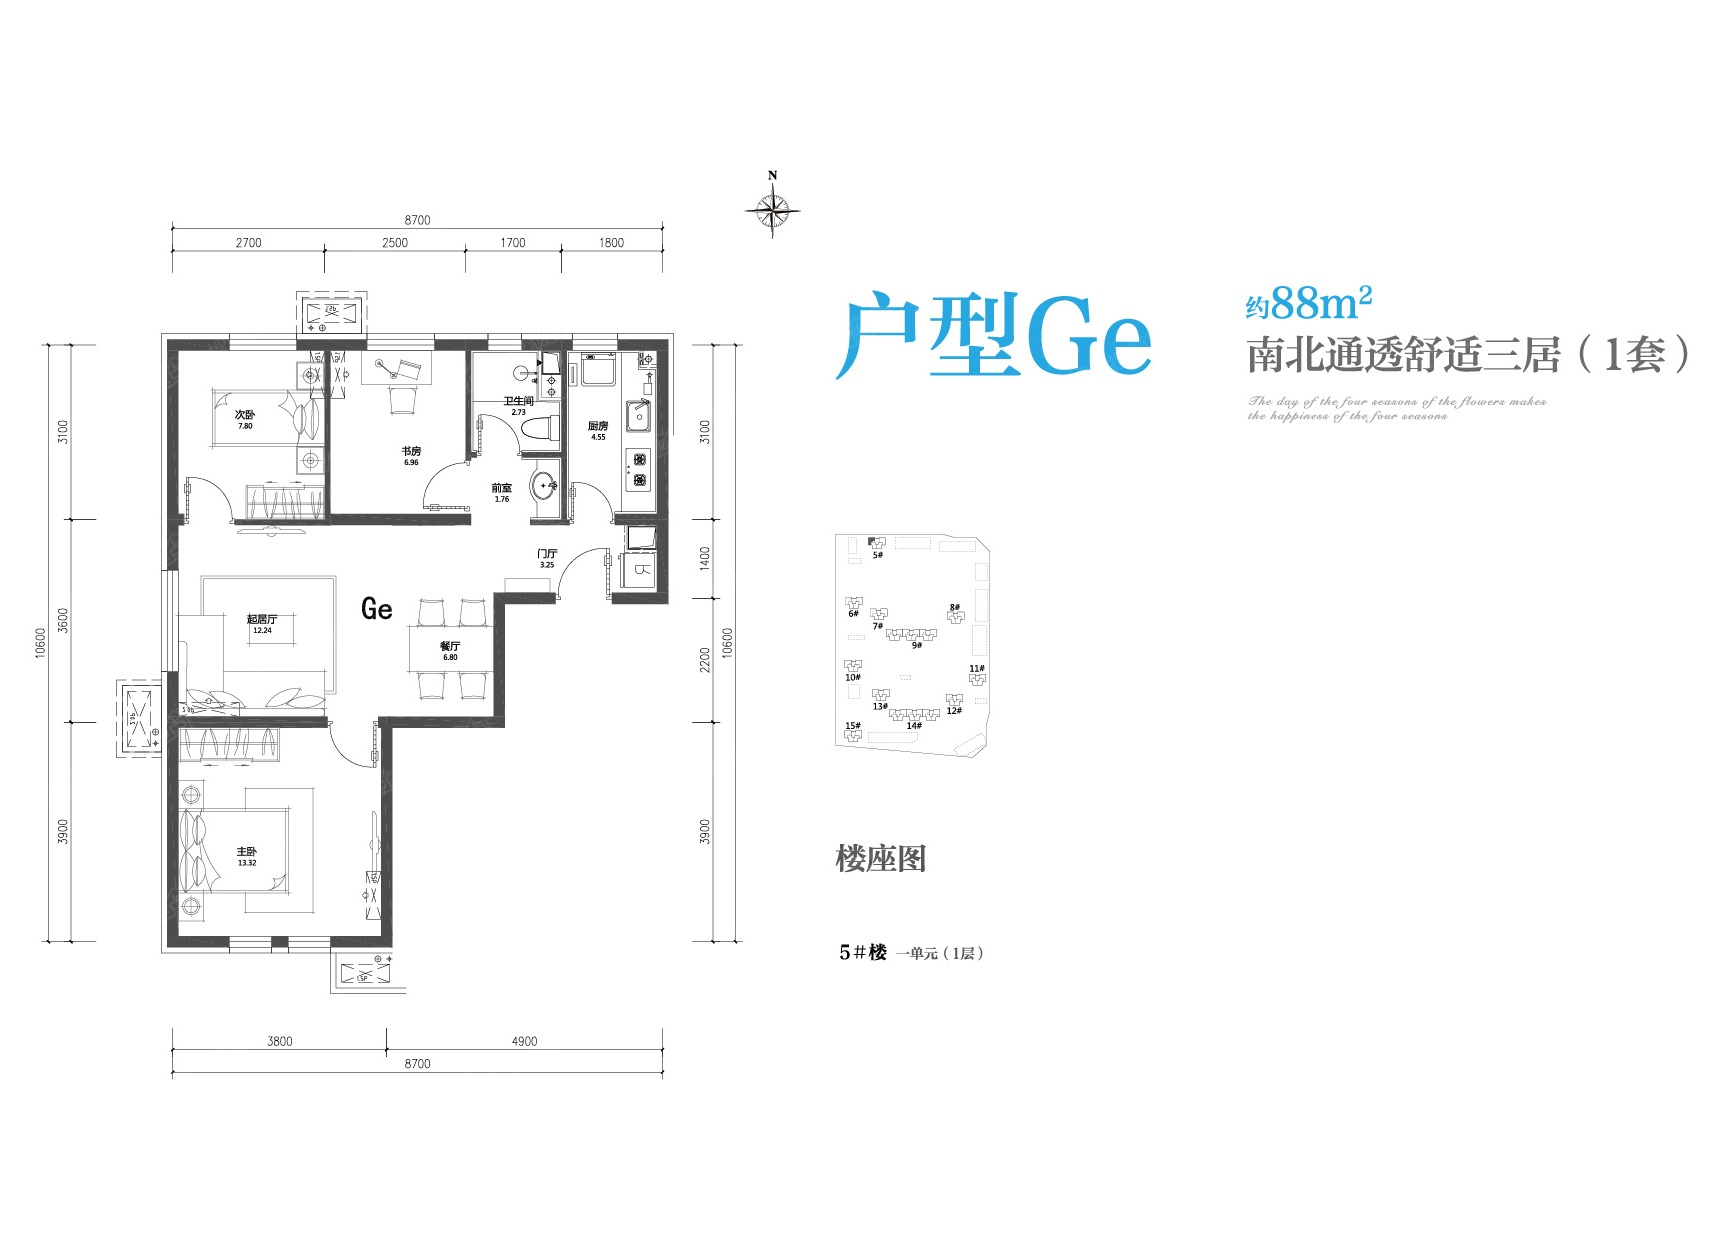 N
8700
2700 2500 1700 1800
户型Ge
约88m²
南北通透舒适三居（1套）
The day of the four seasons of the flowers makes
the happiness of the four seasons
次卧
7.80
书房
6.96
卫生间
2.73
厨房
4.55
前室
1.76
门厅
3.25
起居厅
12.24
Ge
餐厅
6.80
主卧
13.32
10600
3100
3600
3900
3100
1400
2200
3900
10600
3800 4900
8700
5#
6#
7#
8#
9#
10#
11#
12#
13#
14#
15#
楼座图
5#楼 一单元（1层）